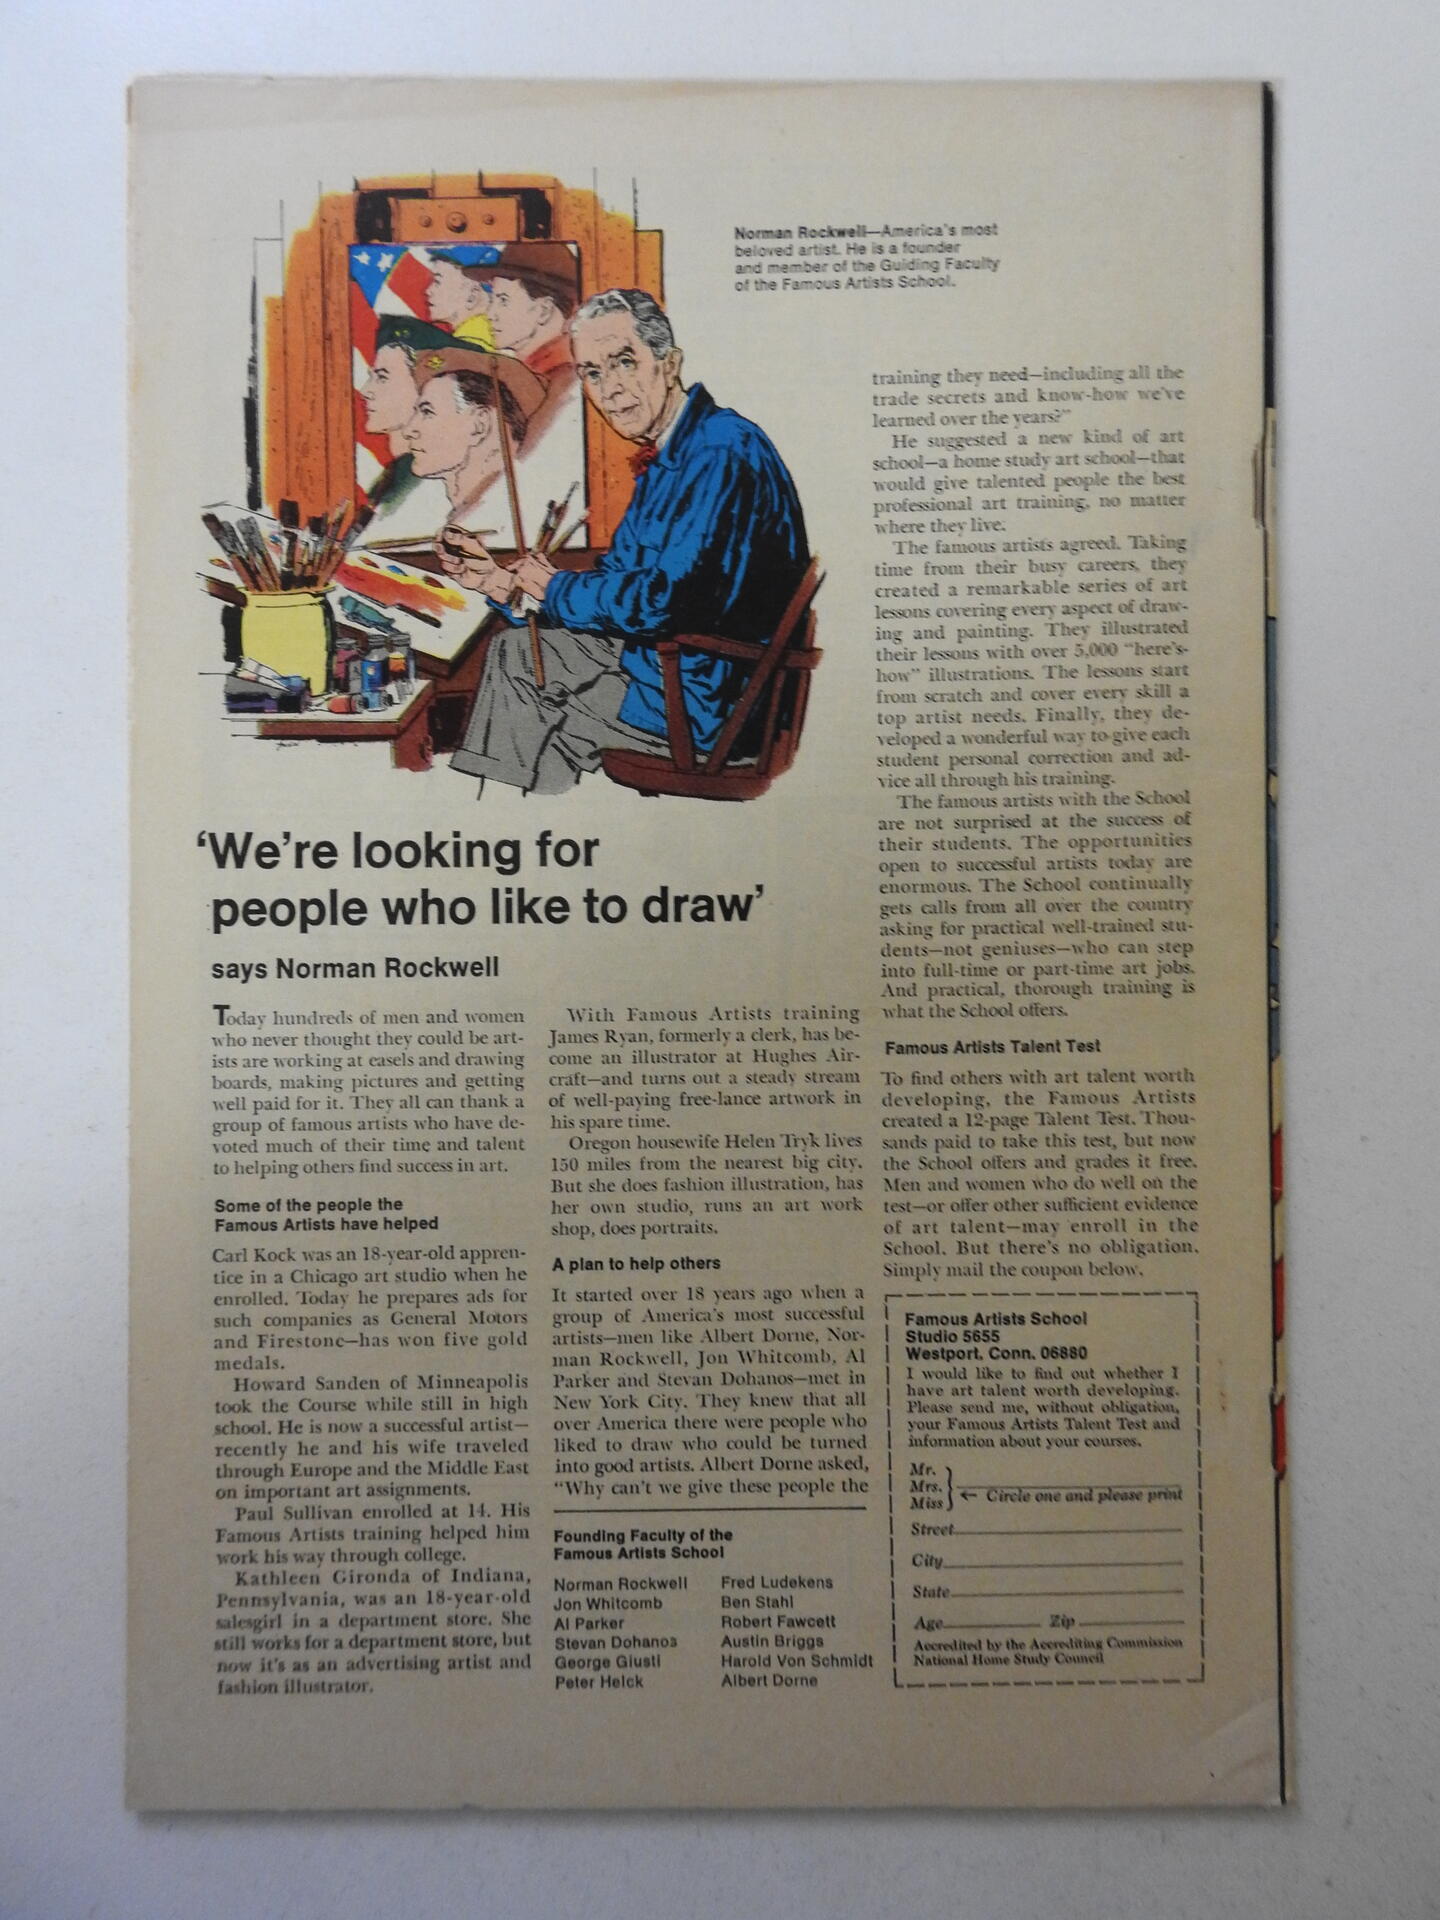 Norman Rockwell—America's most
beloved artist. He is a founder
and member of the Guiding Faculty
of the Famous Artists School.
'We're looking for
people who like to draw'
says Norman Rockwell
Today hundreds of men and women
who never thought they could be art-
ists are working at easels and drawing
boards, making pictures and getting
well paid for it. They all can thank a
group of famous artists who have de-
voted much of their time and talent
to helping others find success in art.
Some of the people the
Famous Artists have helped
Carl Kock was an 18-year-old appren-
tice in a Chicago art studio when he
enrolled. Today he prepares ads for
such companies as General Motors
and Firestone—has won five gold
medals.
Howard Sanden of Minneapolis
took the Course while still in high
school. He is now a successful artist—
recently he and his wife traveled
through Europe and the Middle East
on important art assignments.
Paul Sullivan enrolled at 14. His
Famous Artists training helped him
work his way through college.
Kathleen Gironda of Indiana,
Pennsylvania, was an 18-year-old
salesgirl in a department store. She
still works for a department store, but
now it's as an advertising artist and
fashion illustrator.
With Famous Artists training
James Ryan, formerly a clerk, has be-
come an illustrator at Hughes Air-
craft—and turns out a steady stream
of well-paying free-lance artwork in
his spare time.
Oregon housewife Helen Tryk lives
150 miles from the nearest big city.
But she does fashion illustration, has
her own studio, runs an art work
shop, does portraits.
A plan to help others
It started over 18 years ago when a
group of America's most successful
artists—men like Albert Dorne, Nor-
man Rockwell, Jon Whitcomb, Al
Parker and Stevan Dohanos—met in
New York City. They knew that all
over America there were people who
liked to draw who could be turned
into good artists. Albert Dorne asked,
"Why can't we give these people the
training they need—including all the
trade secrets and know-how we've
learned over the years?"
He suggested a new kind of art
school—a home study art school—that
would give talented people the best
professional art training, no matter
where they live.
The famous artists agreed. Taking
time from their busy careers, they
created a remarkable series of art
lessons covering every aspect of draw-
ing and painting. They illustrated
their lessons with over 5,000 "here's-
how" illustrations. The lessons start
from scratch and cover every skill a
top artist needs. Finally, they de-
veloped a wonderful way to give each
student personal correction and ad-
vice all through his training.
The famous artists with the School
are not surprised at the success of
their students. The opportunities
open to successful artists today are
enormous. The School continually
gets calls from all over the country
asking for practical well-trained stu-
dents—not geniuses—who can step
into full-time or part-time art jobs.
And practical, thorough training is
what the School offers.
Famous Artists Talent Test
To find others with art talent worth
developing, the Famous Artists
created a 12-page Talent Test. Thou-
sands paid to take this test, but now
the School offers and grades it free.
Men and women who do well on the
test—or offer other sufficient evidence
of art talent—may enroll in the
School. But there's no obligation.
Simply mail the coupon below.
Founding Faculty of the
Famous Artists School
Norman Rockwell
Jon Whitcomb
Al Parker
Stevan Dohanos
George Giusti
Peter Helck
Fred Ludekens
Ben Stahl
Robert Fawcett
Austin Briggs
Harold Von Schmidt
Albert Dorne
Famous Artists School
Studio 5655
Westport, Conn. 06880
I would like to find out whether I
have art talent worth developing.
Please send me, without obligation,
your Famous Artists Talent Test and
information about your courses.
Mr.
Mrs.
Miss
← Circle one and please print
Street
City
State
Age Zip
Accredited by the Accrediting Commission
National Home Study Council